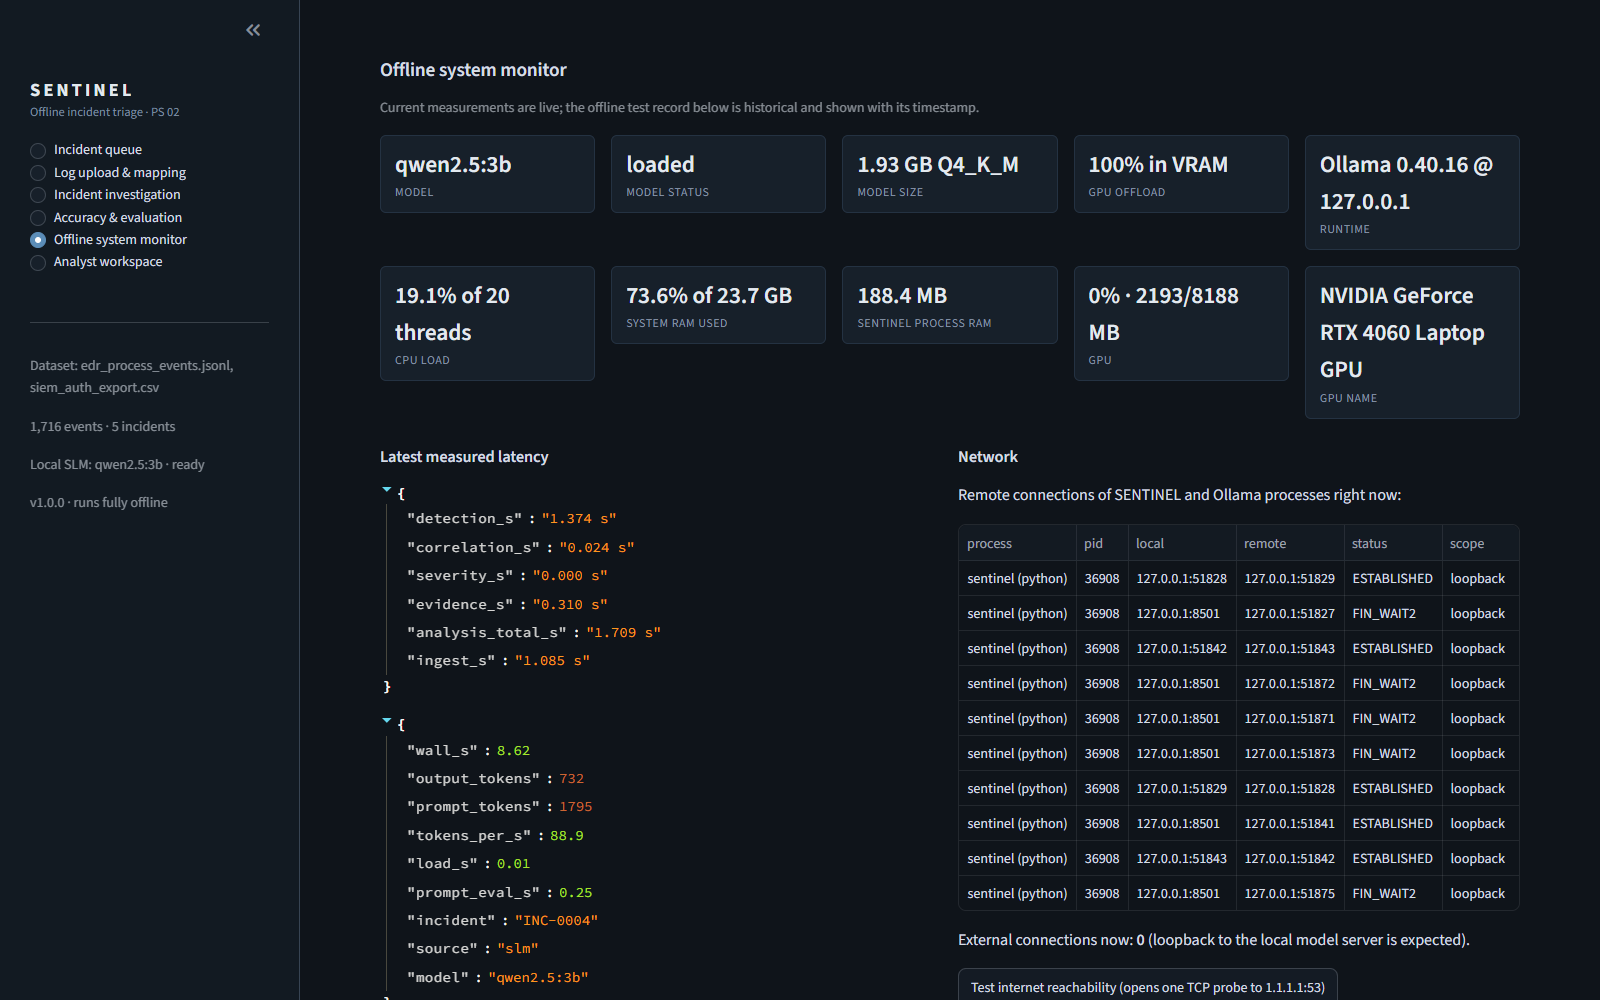 SENTINEL
Offline incident triage · PS 02
Incident queue
Log upload & mapping
Incident investigation
Accuracy & evaluation
Offline system monitor
Analyst workspace
Dataset: edr_process_events.jsonl,
siem_auth_export.csv
1,716 events · 5 incidents
Local SLM: qwen2.5:3b · ready
v1.0.0 · runs fully offline
Offline system monitor
Current measurements are live; the offline test record below is historical and shown with its timestamp.
qwen2.5:3b
MODEL
loaded
MODEL STATUS
1.93 GB Q4_K_M
MODEL SIZE
100% in VRAM
GPU OFFLOAD
Ollama 0.40.16 @
127.0.0.1
RUNTIME
19.1% of 20
threads
CPU LOAD
73.6% of 23.7 GB
SYSTEM RAM USED
188.4 MB
SENTINEL PROCESS RAM
0% · 2193/8188
MB
GPU
NVIDIA GeForce
RTX 4060 Laptop
GPU
GPU NAME
Latest measured latency
{
"detection_s" : "1.374 s"
"correlation_s" : "0.024 s"
"severity_s" : "0.000 s"
"evidence_s" : "0.310 s"
"analysis_total_s" : "1.709 s"
"ingest_s" : "1.085 s"
}
{
"wall_s" : 8.62
"output_tokens" : 732
"prompt_tokens" : 1795
"tokens_per_s" : 88.9
"load_s" : 0.01
"prompt_eval_s" : 0.25
"incident" : "INC-0004"
"source" : "slm"
"model" : "qwen2.5:3b"
}
Network
Remote connections of SENTINEL and Ollama processes right now:
process pid local remote status scope
sentinel (python) 36908 127.0.0.1:51828 127.0.0.1:51829 ESTABLISHED loopback
sentinel (python) 36908 127.0.0.1:8501 127.0.0.1:51827 FIN_WAIT2 loopback
sentinel (python) 36908 127.0.0.1:51842 127.0.0.1:51843 ESTABLISHED loopback
sentinel (python) 36908 127.0.0.1:8501 127.0.0.1:51872 FIN_WAIT2 loopback
sentinel (python) 36908 127.0.0.1:8501 127.0.0.1:51871 FIN_WAIT2 loopback
sentinel (python) 36908 127.0.0.1:8501 127.0.0.1:51873 FIN_WAIT2 loopback
sentinel (python) 36908 127.0.0.1:51829 127.0.0.1:51828 ESTABLISHED loopback
sentinel (python) 36908 127.0.0.1:8501 127.0.0.1:51841 ESTABLISHED loopback
sentinel (python) 36908 127.0.0.1:51843 127.0.0.1:51842 ESTABLISHED loopback
sentinel (python) 36908 127.0.0.1:8501 127.0.0.1:51875 FIN_WAIT2 loopback
External connections now: 0 (loopback to the local model server is expected).
Test internet reachability (opens one TCP probe to 1.1.1.1:53)